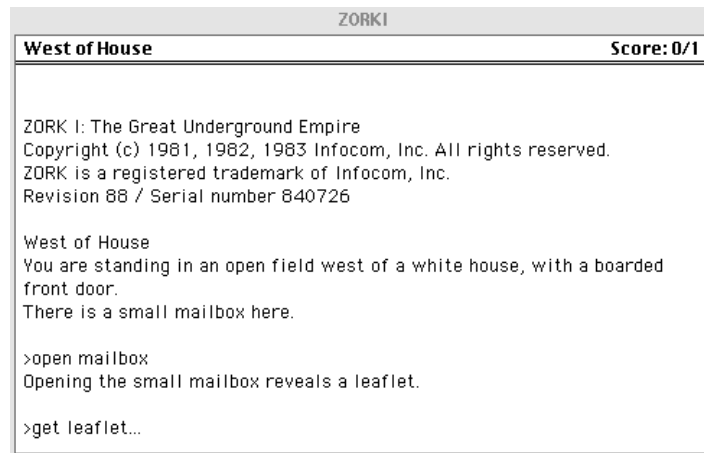 ZORKI
West of House Score: 0/1
ZORK I: The Great Underground Empire
Copyright (c) 1981, 1982, 1983 Infocom, Inc. All rights reserved.
ZORK is a registered trademark of Infocom, Inc.
Revision 88 / Serial number 840726
West of House
You are standing in an open field west of a white house, with a boarded
front door.
There is a small mailbox here.
>open mailbox
Opening the small mailbox reveals a leaflet.
>get leaflet...